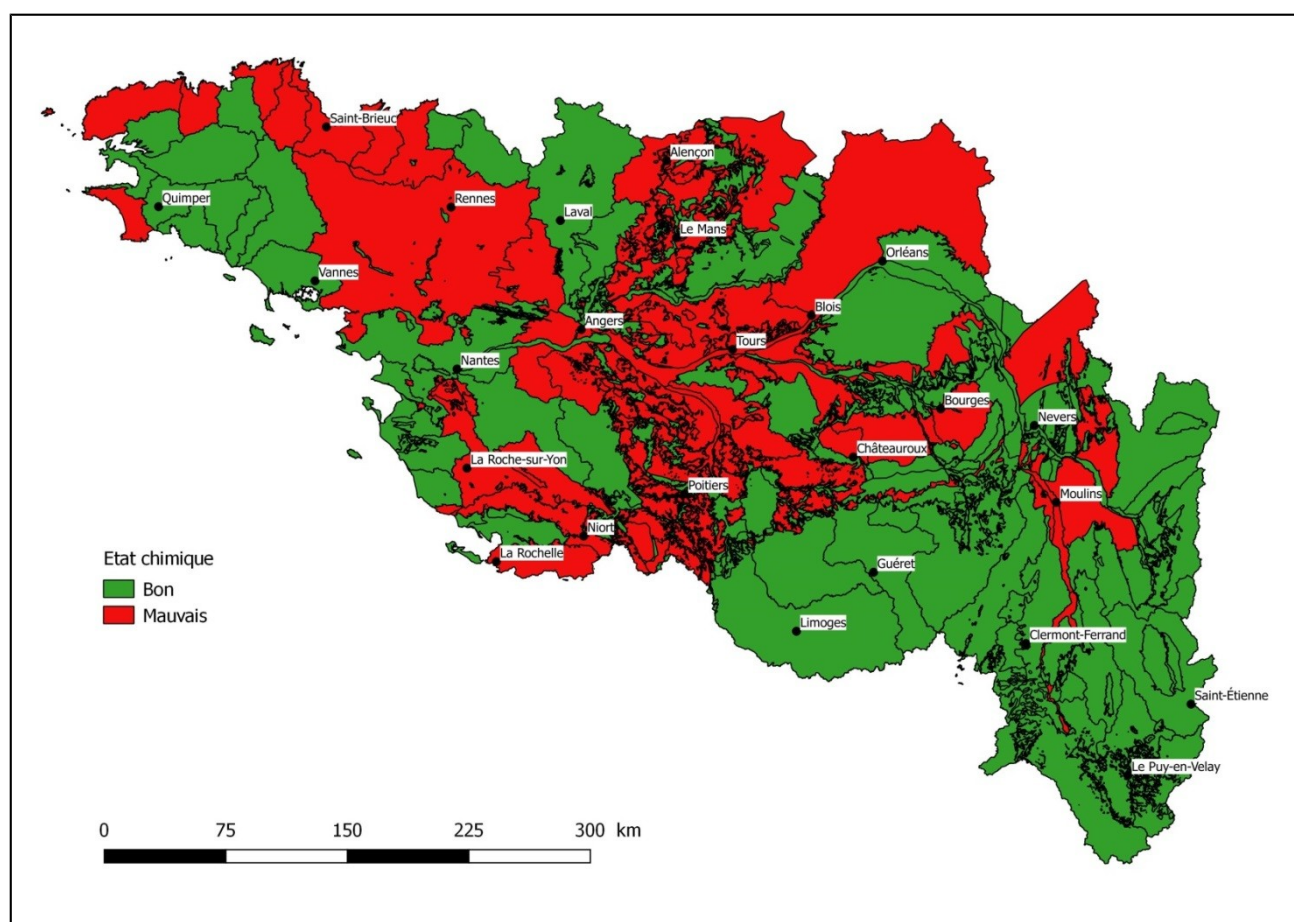 Saint-Brieuc
Alençon
Quimper
Rennes
Laval
Le Mans
Orléans
Vannes
Blois
Angers
Tours
Nantes
Bourges
Nevers
Châteauroux
La Roche-sur-Yon
Poitiers
Moulins
Niort
La Rochelle
Etat chimique
Bon
Mauvais
Guéret
Limoges
Clermont-Ferrand
Saint-Étienne
Le Puy-en-Velay
0 75 150 225 300 km